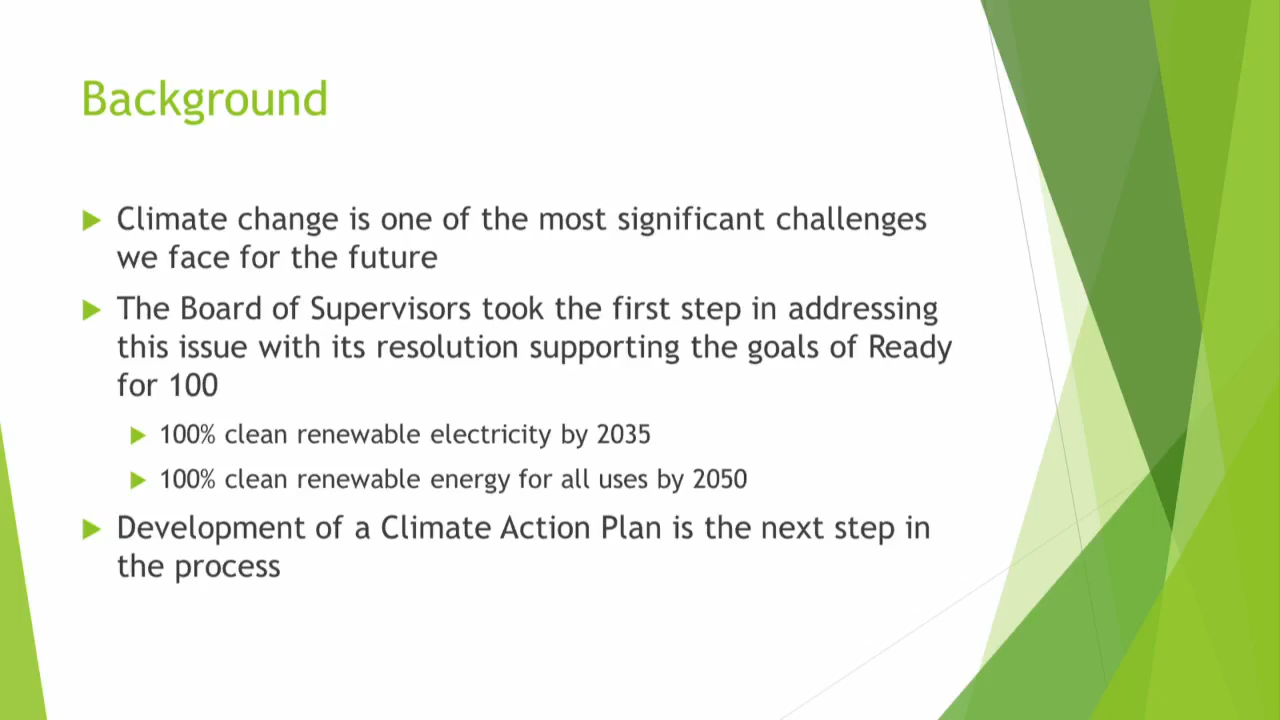 Background
Climate change is one of the most significant challenges
we face for the future
The Board of Supervisors took the first step in addressing
this issue with its resolution supporting the goals of Ready
for 100
100% clean renewable electricity by 2035
100% clean renewable energy for all uses by 2050
Development of a Climate Action Plan is the next step in
the process